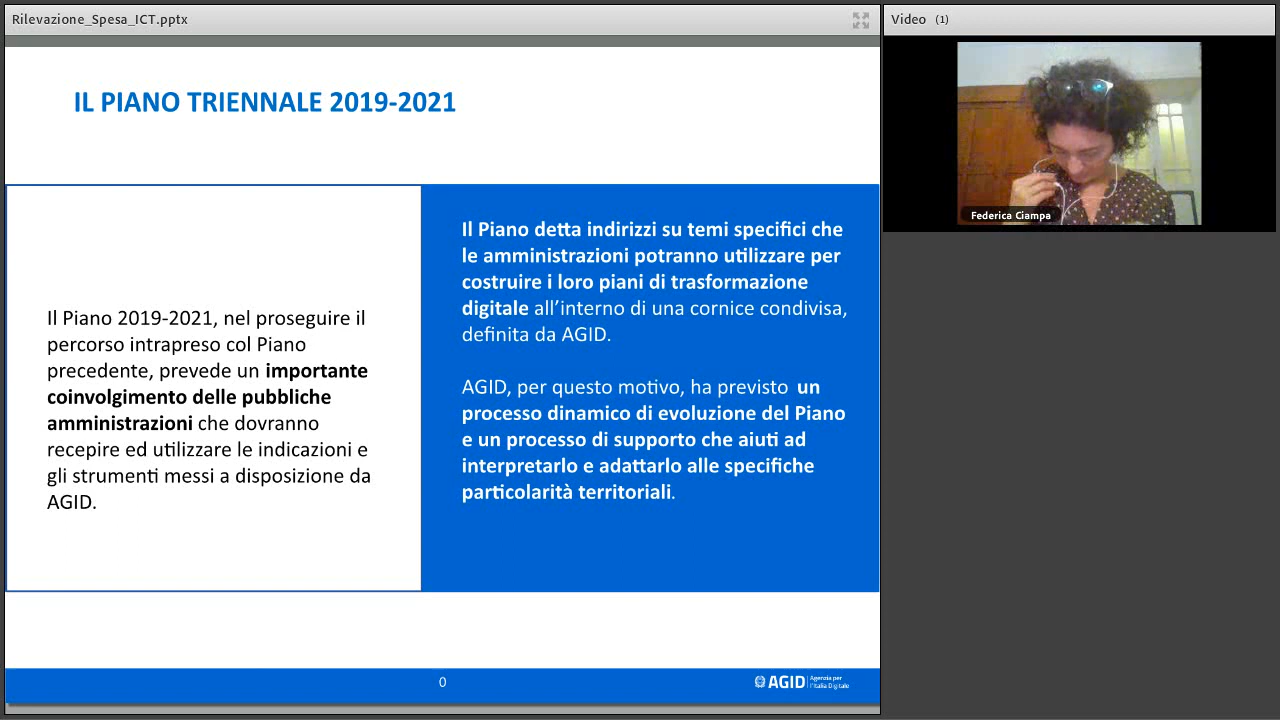 Rilevazione_Spesa_ICT.pptx
Video (1)
IL PIANO TRIENNALE 2019-2021
Il Piano 2019-2021, nel proseguire il
percorso intrapreso col Piano
precedente, prevede un importante
coinvolgimento delle pubbliche
amministrazioni che dovranno
recepire ed utilizzare le indicazioni e
gli strumenti messi a disposizione da
AGID.
Il Piano detta indirizzi su temi specifici che
le amministrazioni potranno utilizzare per
costruire i loro piani di trasformazione
digitale all’interno di una cornice condivisa,
definita da AGID.
AGID, per questo motivo, ha previsto un
processo dinamico di evoluzione del Piano
e un processo di supporto che aiuti ad
interpretarlo e adattarlo alle specifiche
particolarità territoriali.
0
AGID
Agenzia per
l'Italia Digitale
Federica Ciampa